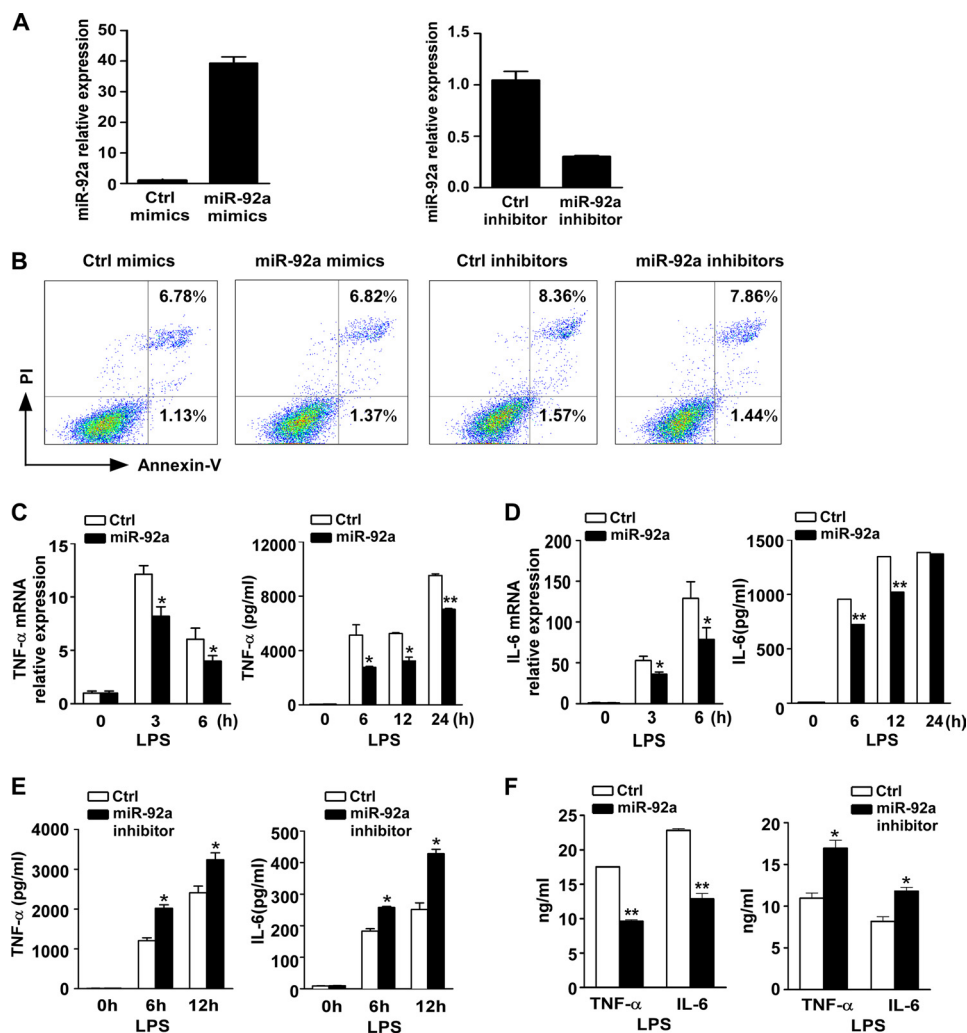 A
miR-92a relative expression
50
40
30
20
10
0
Ctrl mimics
miR-92a mimics
miR-92a relative expression
1.5
1.0
0.5
0.0
Ctrl inhibitor
miR-92a inhibitor
B
Ctrl mimics
miR-92a mimics
Ctrl inhibitors
miR-92a inhibitors
6.78%
1.13%
6.82%
1.37%
8.36%
1.57%
7.86%
1.44%
PI
Annexin-V
C
Ctrl
miR-92a
TNF-α mRNA
relative expression
15
10
5
0
*
*
0 3 6 (h)
LPS
Ctrl
miR-92a
TNF-α (pg/ml)
12000
8000
4000
0
*
*
**
0 6 12 24 (h)
LPS
D
Ctrl
miR-92a
IL-6 mRNA
relative expression
200
150
100
50
0
*
*
0 3 6 (h)
LPS
Ctrl
miR-92a
IL-6(pg/ml)
1500
1000
500
0
**
**
0 6 12 24(h)
LPS
E
Ctrl
miR-92a
inhibitor
TNF-α (pg/ml)
4000
3000
2000
1000
0
*
*
0h 6h 12h
LPS
Ctrl
miR-92a
inhibitor
IL-6(pg/ml)
500
400
300
200
100
0
*
*
0h 6h 12h
LPS
F
Ctrl
miR-92a
ng/ml
25
20
15
10
5
0
**
**
TNF-α IL-6
LPS
Ctrl
miR-92a
inhibitor
ng/ml
20
15
10
5
0
*
*
TNF-α IL-6
LPS